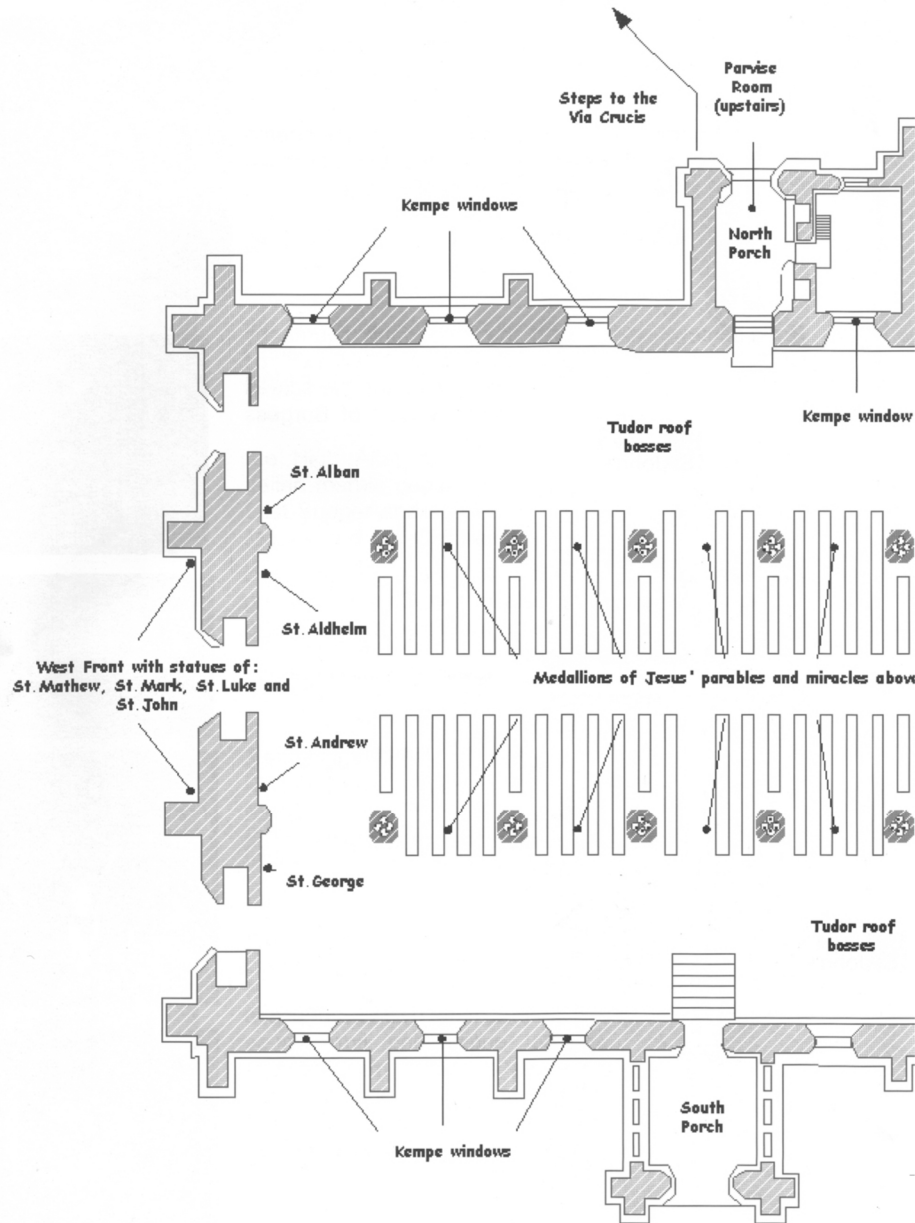 Parvise
Room
(upstairs)
Steps to the
Via Crucis
Kempe windows
North
Porch
Kempe window
Tudor roof
bosses
St. Alban
St. Aldhelm
West Front with statues of:
St. Mathew, St. Mark, St. Luke and
St. John
Medallions of Jesus' parables and miracles above
St. Andrew
St. George
Tudor roof
bosses
South
Porch
Kempe windows